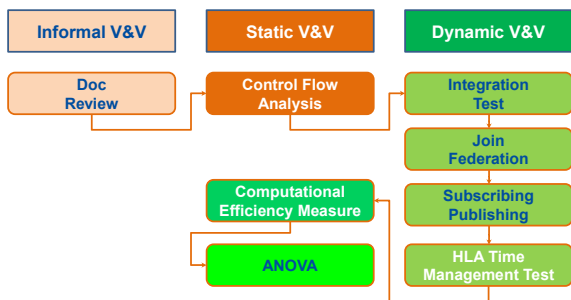 Informal V&V
Static V&V
Dynamic V&V
Doc
Review
Control Flow
Analysis
Integration
Test
Join
Federation
Subscribing
Publishing
HLA Time
Management Test
Computational
Efficiency Measure
ANOVA